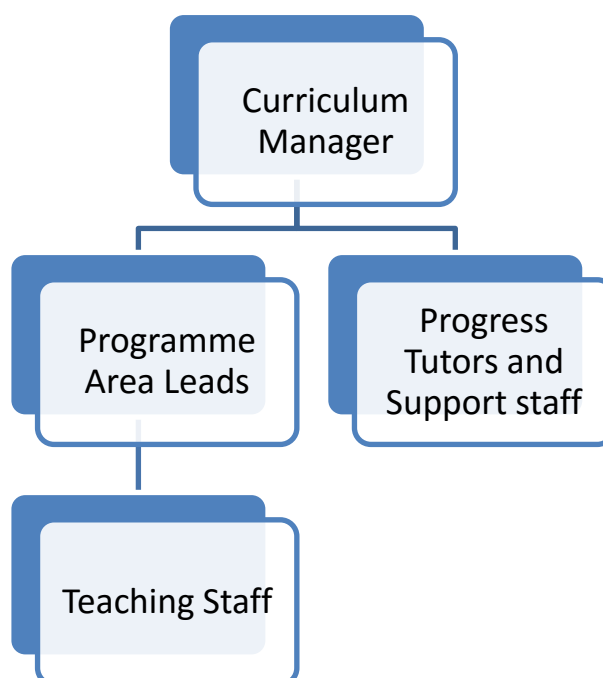 Curriculum
Manager
Programme
Area Leads
Progress
Tutors and
Support staff
Teaching Staff